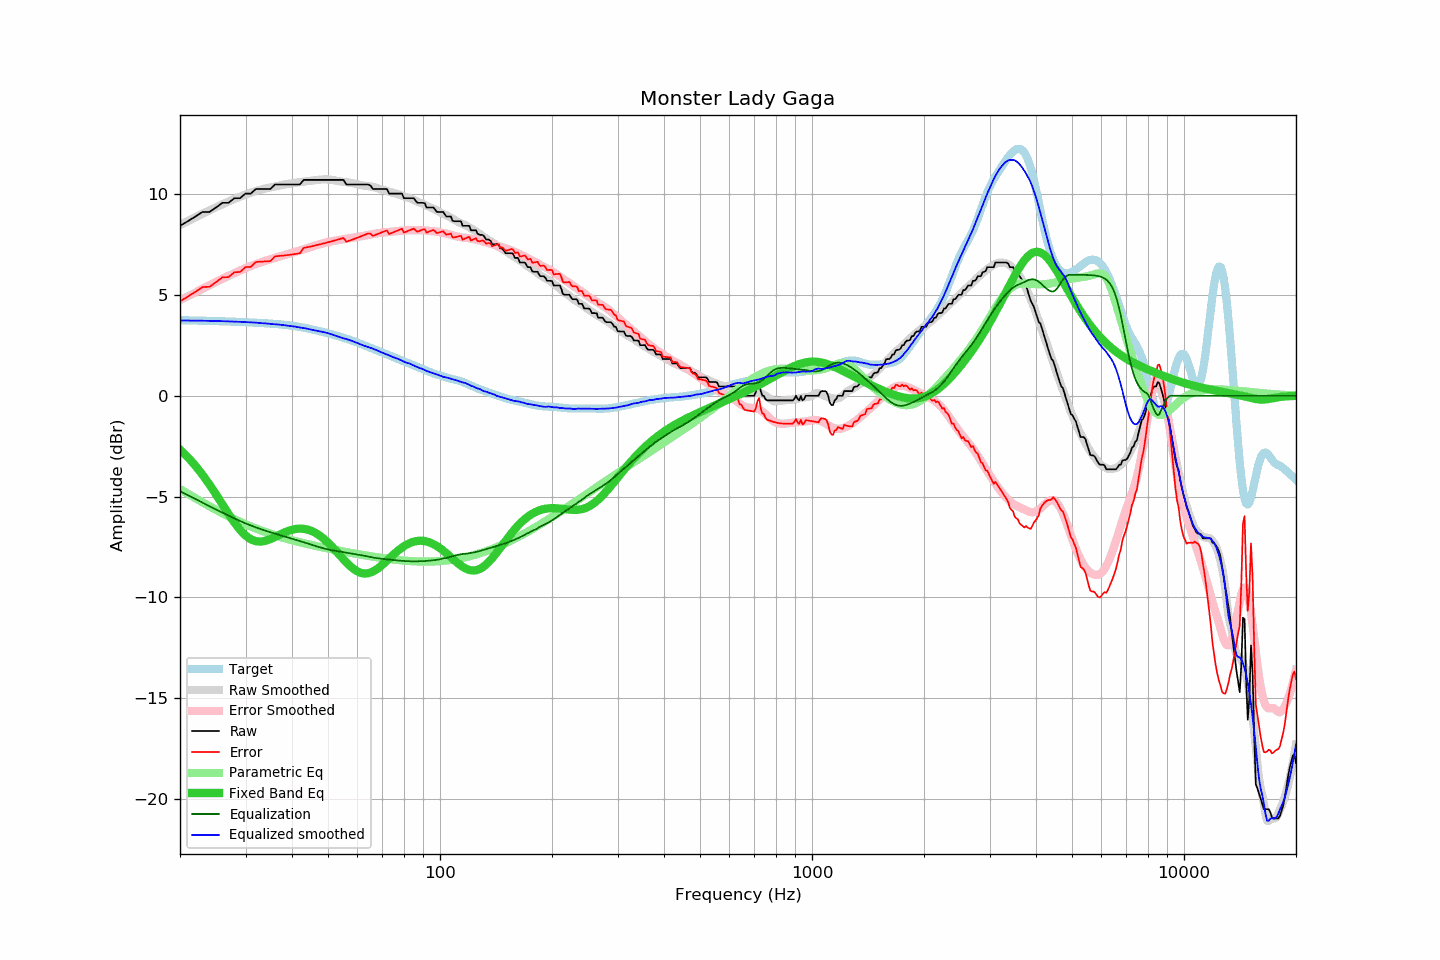 Monster Lady Gaga
10
5
0
−5
−10
−15
−20
Amplitude (dBr)
Target
Raw Smoothed
Error Smoothed
Raw
Error
Parametric Eq
Fixed Band Eq
Equalization
Equalized smoothed
100 1000 10000
Frequency (Hz)